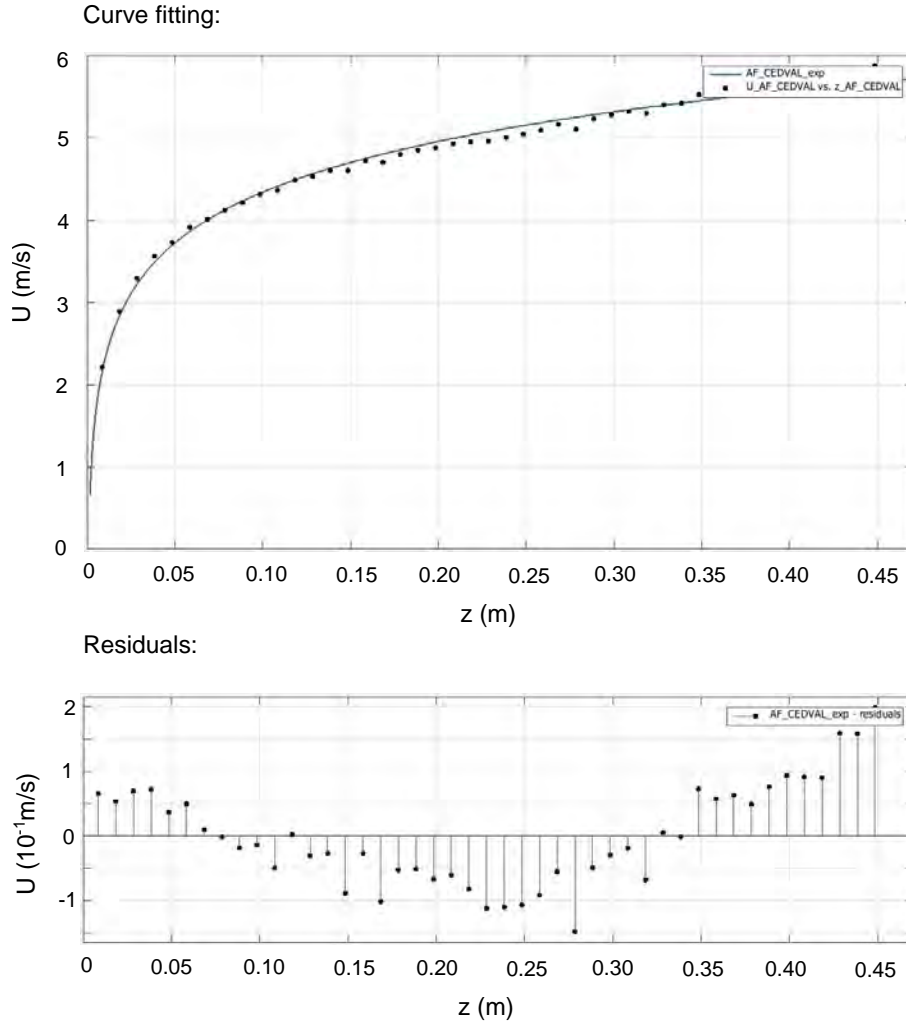 Curve fitting:
6
AF_CEDVAL_exp
U_AF_CEDVAL vs. z_AF_CEDVAL
5
4
U (m/s)
3
2
1
0
0 0.05 0.10 0.15 0.20 0.25 0.30 0.35 0.40 0.45
z (m)
Residuals:
2
AF_CEDVAL_exp - residuals
1
U (10⁻¹m/s)
0
-1
0 0.05 0.10 0.15 0.20 0.25 0.30 0.35 0.40 0.45
z (m)